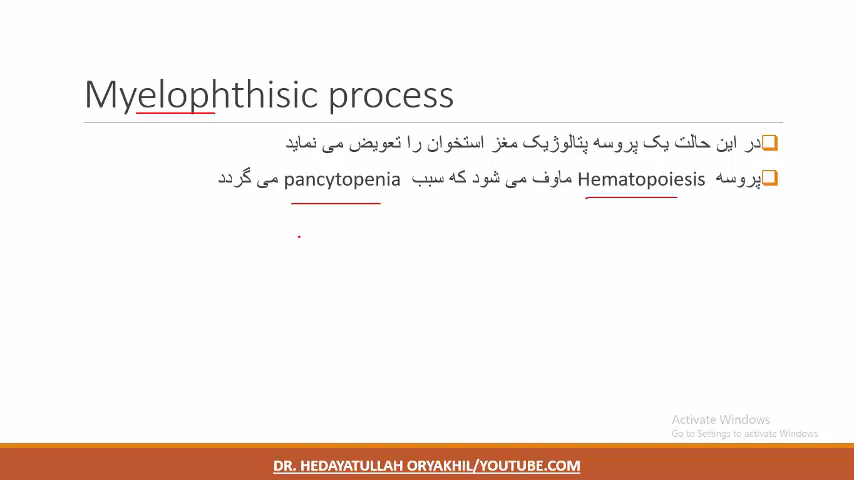 Myelophthisic process
در این حالت یک پروسه پتالوژیک مغز استخوان را تعویض می نماید
پروسه Hematopoiesis ماوف می شود که سبب pancytopenia می گردد
Activate Windows
Go to Settings to activate Windows.
DR. HEDAYATULLAH ORYAKHIL/YOUTUBE.COM